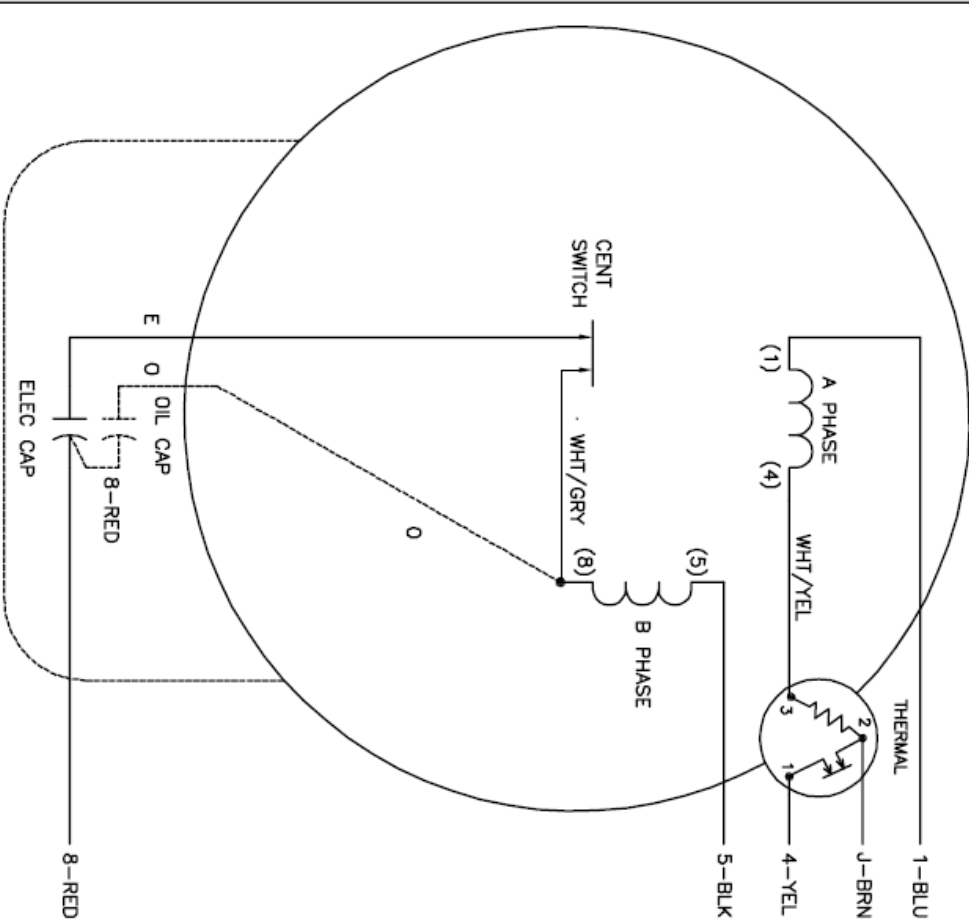 1-BLU
J-BRN
4-YEL
5-BLK
8-RED
THERMAL
2
3
1
A PHASE
(1)
(4)
WHT/YEL
(5)
B PHASE
(8)
CENT
SWITCH
WHT/GRY
O
E
O
OIL CAP
8-RED
ELEC CAP